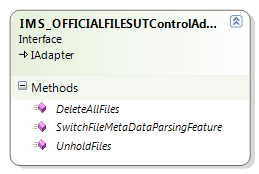 IMS_OFFICIALFILESUTControlAd...
Interface
IAdapter
Methods
DeleteAllFiles
SwitchFileMetaDataParsingFeature
UnholdFiles